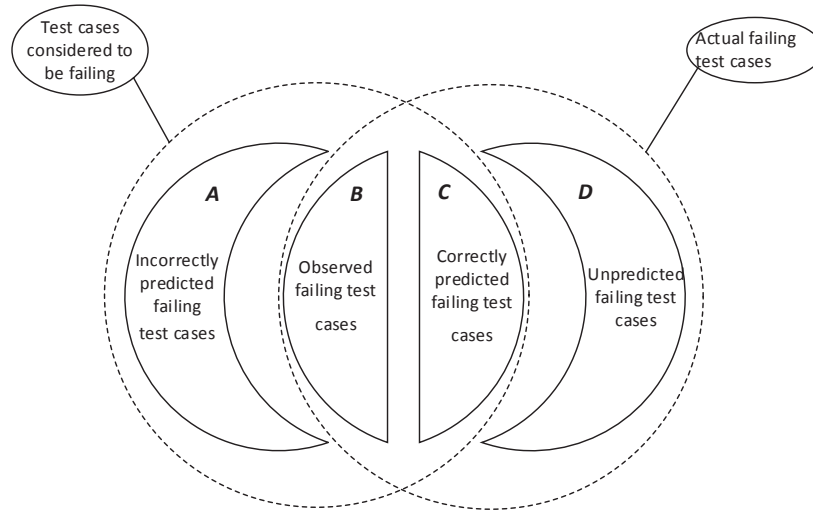 Test cases
considered to
be failing
Actual failing
test cases
A
B
C
D
Incorrectly
predicted
failing
test cases
Observed
failing test
cases
Correctly
predicted
failing test
cases
Unpredicted
failing test
cases